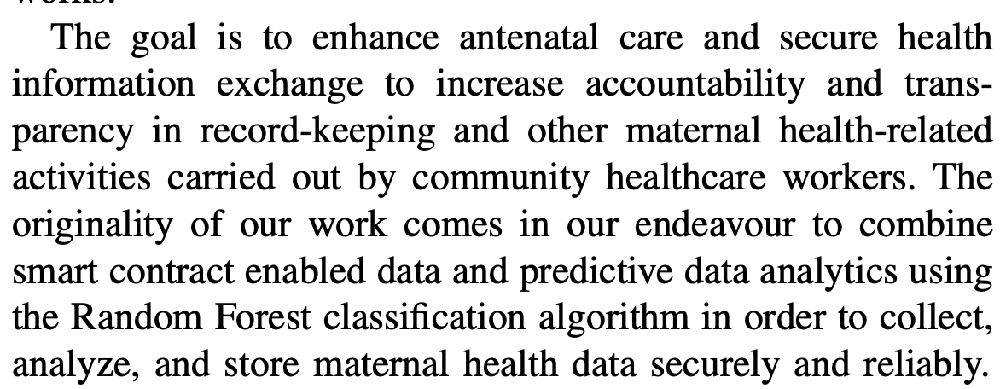 works.
The goal is to enhance antenatal care and secure health
information exchange to increase accountability and trans-
parency in record-keeping and other maternal health-related
activities carried out by community healthcare workers. The
originality of our work comes in our endeavour to combine
smart contract enabled data and predictive data analytics using
the Random Forest classification algorithm in order to collect,
analyze, and store maternal health data securely and reliably.